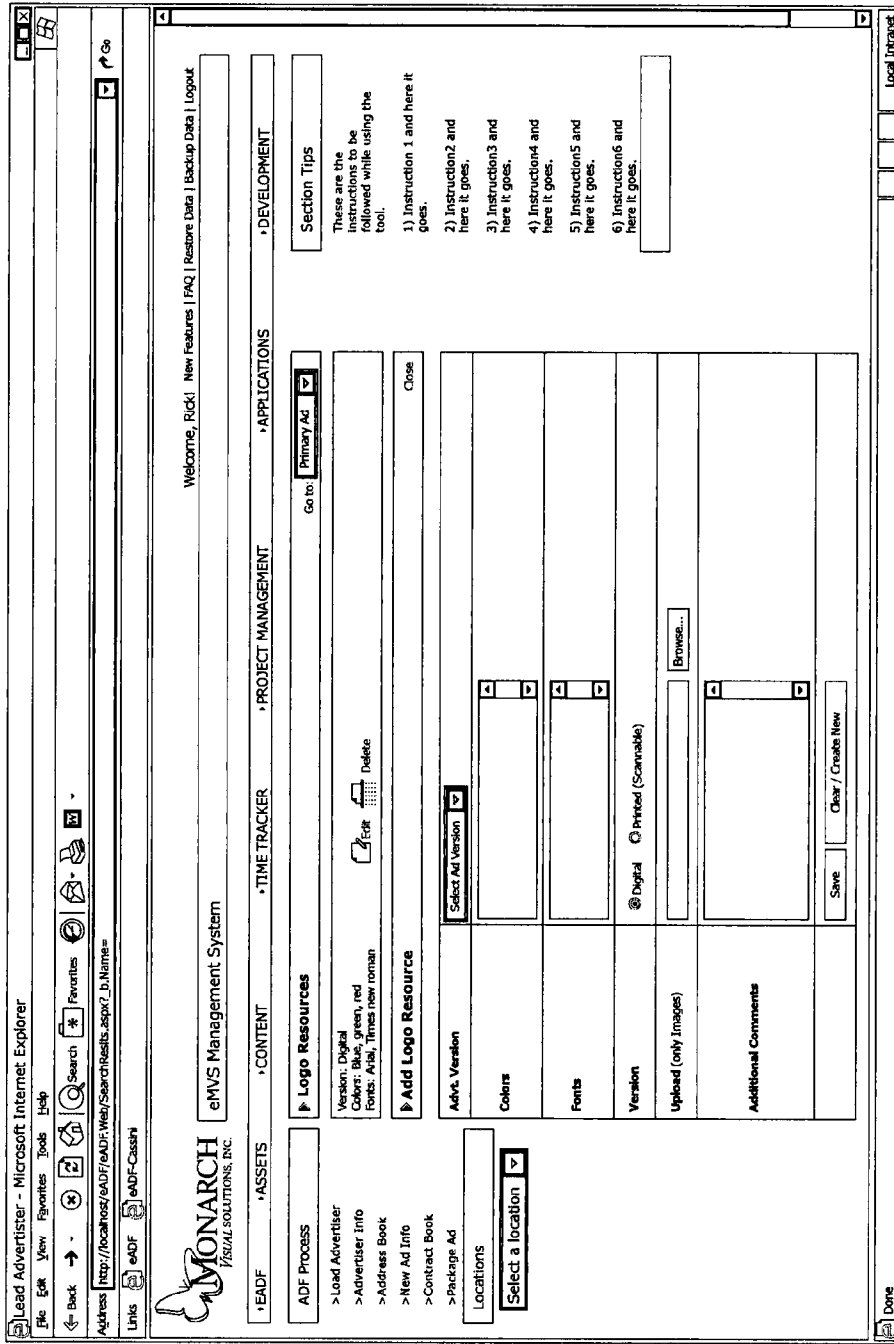 Lead Advertister - Microsoft Internet Explorer
File Edit View Favorites Tools Help
Back Search Favorites W
Address http://localhost/eADF/eADF.Web/SearchReslts.aspx?_b.Name= Go
Links eADF eADF-Cassini
MONARCH
VISUAL SOLUTIONS, INC.
Welcome, Rick! New Features | FAQ | Restore Data | Backup Data | Logout
eMVS Management System
EADF ASSETS CONTENT TIME TRACKER PROJECT MANAGEMENT APPLICATIONS DEVELOPMENT
ADF Process
>Load Advertiser
>Advertiser Info
>Address Book
>New Ad Info
>Contract Book
>Package Ad
Locations
Select a location
Logo Resources Go to: Primary Ad
Version: Digital
Colors: Blue, green, red
Fonts: Arial, Times new roman
Edit Delete
Add Logo Resource Close
Advt. Version Select Ad Version
Colors
Fonts
Version Digital Printed (Scannable)
Upload (only Images) Browse...
Additional Comments
Save Clear / Create New
Section Tips
These are the
instructions to be
followed while using the
tool.
1) Instruction 1 and here it
goes.
2) Instruction2 and
here it goes.
3) Instruction3 and
here it goes.
4) Instruction4 and
here it goes.
5) Instruction5 and
here it goes.
6) Instruction6 and
here it goes.
Done Local Intranet